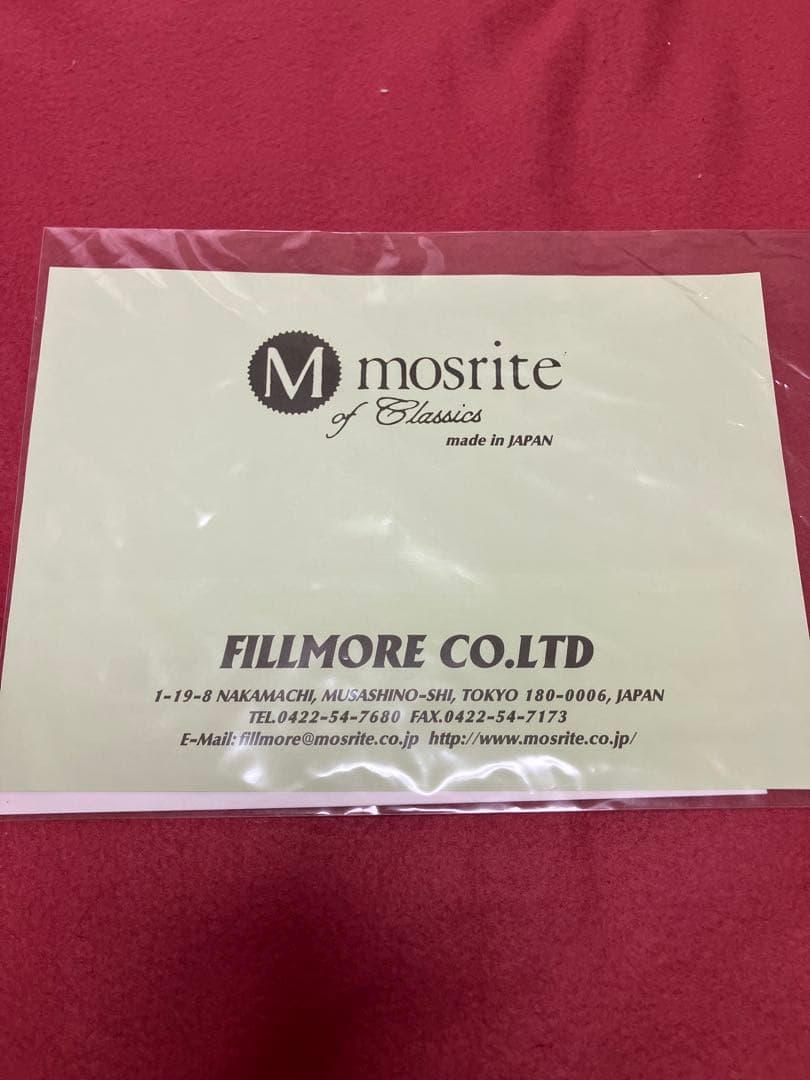 M mosrite
of Classics
made in JAPAN
FILLMORE CO.LTD
1-19-8 NAKAMACHI, MUSASHINO-SHI, TOKYO 180-0006, JAPAN
TEL.0422-54-7680 FAX.0422-54-7173
E-Mail: fillmore@mosrite.co.jp http://www.mosrite.co.jp/